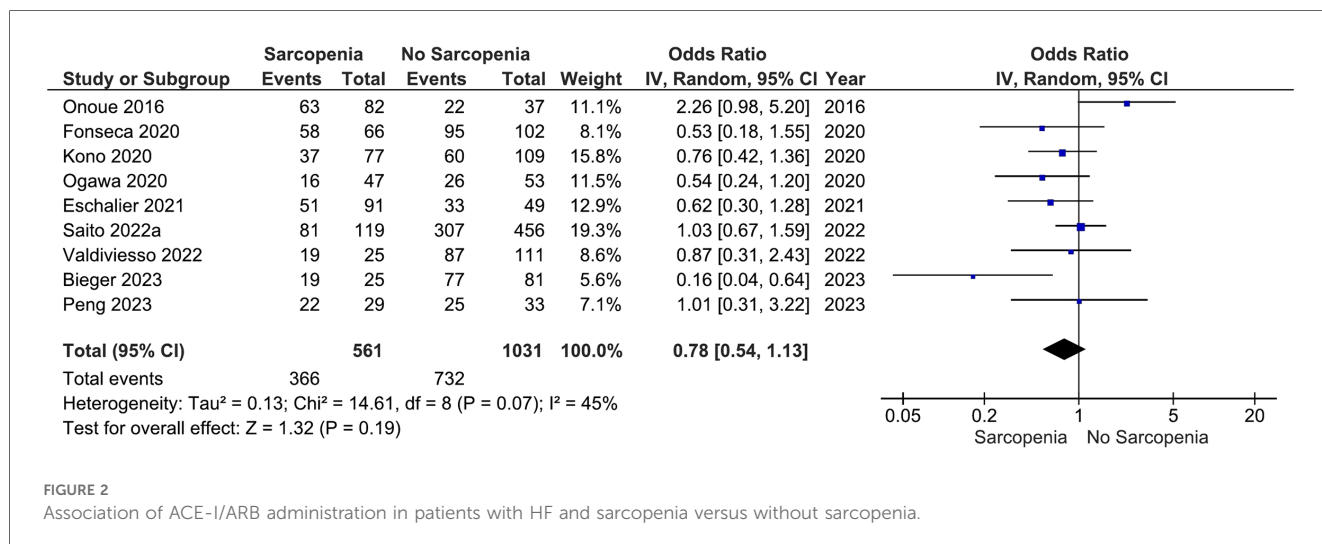 Sarcopenia No Sarcopenia Odds Ratio Odds Ratio
Study or Subgroup Events Total Events Total Weight IV, Random, 95% CI Year IV, Random, 95% CI
Onoue 2016 63 82 22 37 11.1% 2.26 [0.98, 5.20] 2016
Fonseca 2020 58 66 95 102 8.1% 0.53 [0.18, 1.55] 2020
Kono 2020 37 77 60 109 15.8% 0.76 [0.42, 1.36] 2020
Ogawa 2020 16 47 26 53 11.5% 0.54 [0.24, 1.20] 2020
Eschalier 2021 51 91 33 49 12.9% 0.62 [0.30, 1.28] 2021
Saito 2022a 81 119 307 456 19.3% 1.03 [0.67, 1.59] 2022
Valdiviesso 2022 19 25 87 111 8.6% 0.87 [0.31, 2.43] 2022
Bieger 2023 19 25 77 81 5.6% 0.16 [0.04, 0.64] 2023
Peng 2023 22 29 25 33 7.1% 1.01 [0.31, 3.22] 2023
Total (95% CI) 561 1031 100.0% 0.78 [0.54, 1.13]
Total events 366 732
Heterogeneity: Tau² = 0.13; Chi² = 14.61, df = 8 (P = 0.07); I² = 45%
Test for overall effect: Z = 1.32 (P = 0.19)
0.05 0.2 1 5 20
Sarcopenia No Sarcopenia
FIGURE 2
Association of ACE-I/ARB administration in patients with HF and sarcopenia versus without sarcopenia.